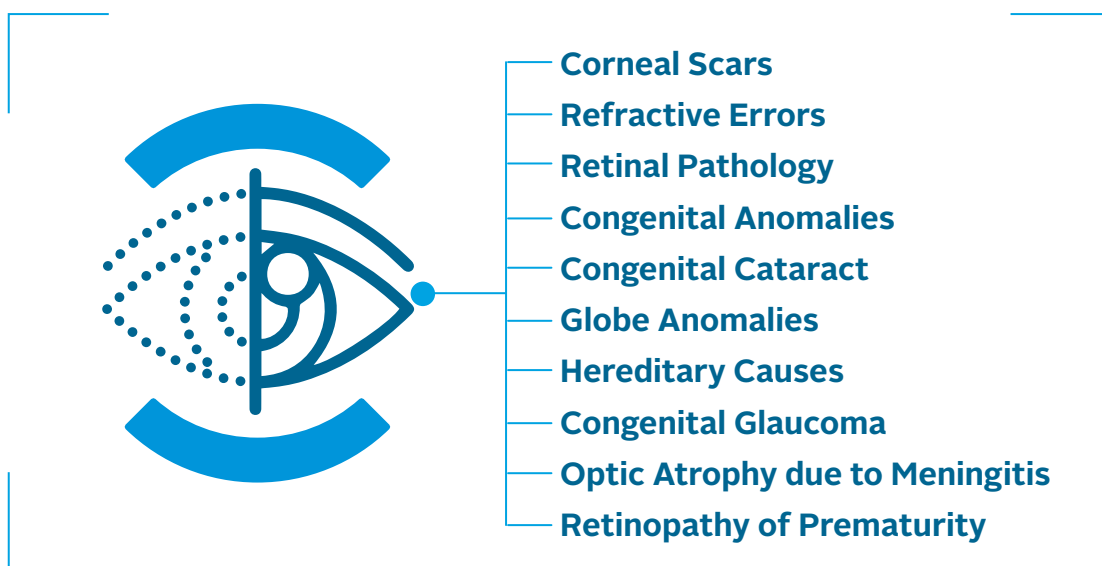 Corneal Scars
Refractive Errors
Retinal Pathology
Congenital Anomalies
Congenital Cataract
Globe Anomalies
Hereditary Causes
Congenital Glaucoma
Optic Atrophy due to Meningitis
Retinopathy of Prematurity